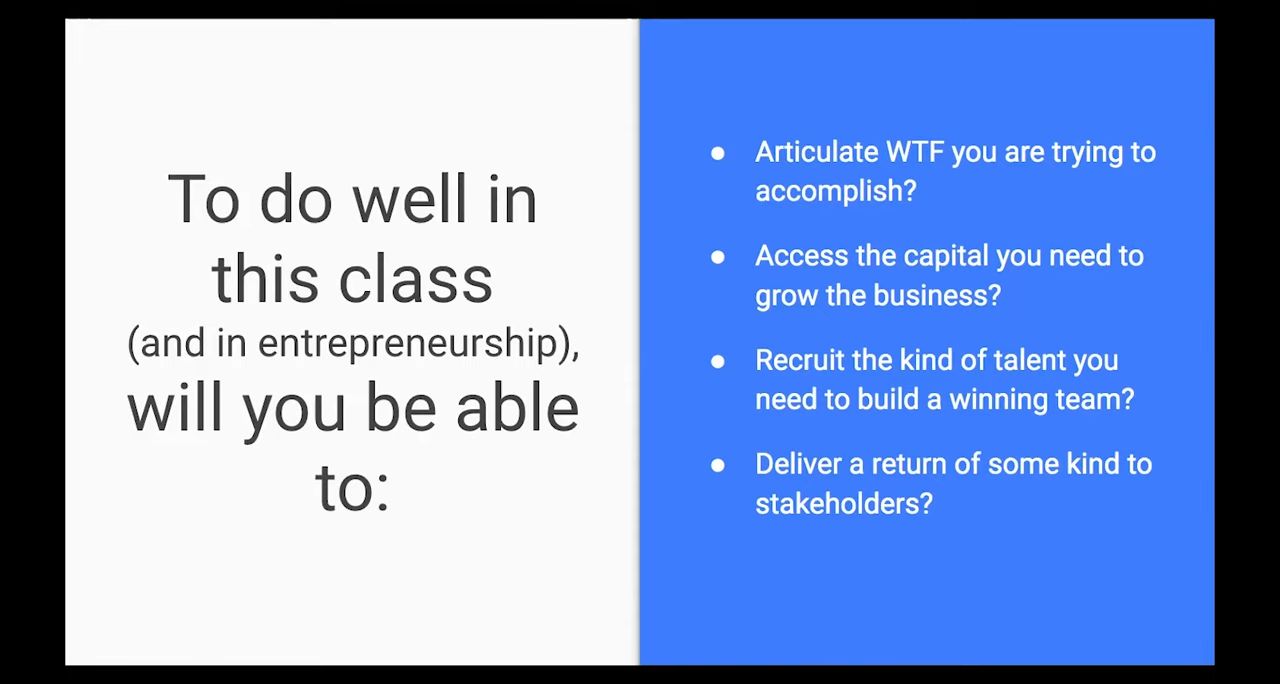 To do well in
this class
(and in entrepreneurship),
will you be able
to:
● Articulate WTF you are trying to
accomplish?
● Access the capital you need to
grow the business?
● Recruit the kind of talent you
need to build a winning team?
● Deliver a return of some kind to
stakeholders?